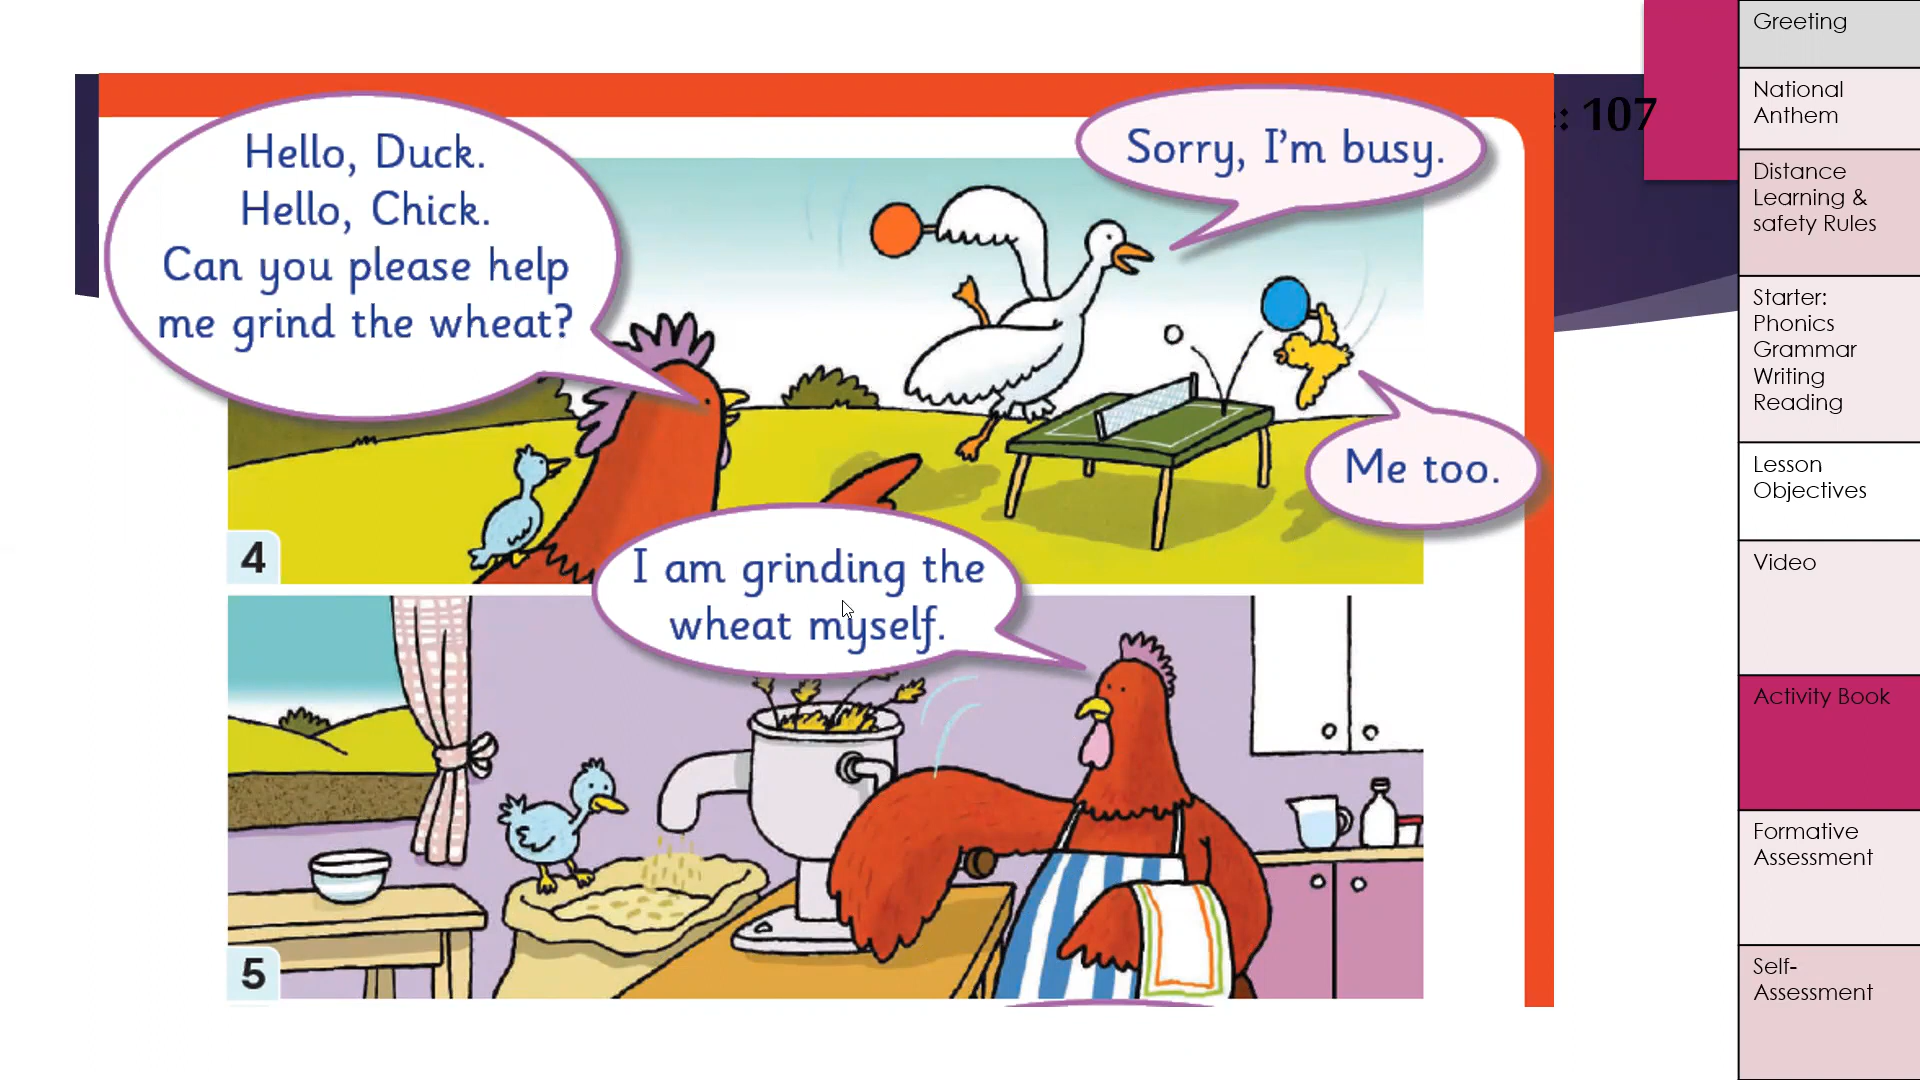 : 107
Hello, Duck.
Hello, Chick.
Can you please help
me grind the wheat?
Sorry, I'm busy.
Me too.
4
I am grinding the
wheat myself.
5
Greeting
National
Anthem
Distance
Learning &
safety Rules
Starter:
Phonics
Grammar
Writing
Reading
Lesson
Objectives
Video
Activity Book
Formative
Assessment
Self-
Assessment